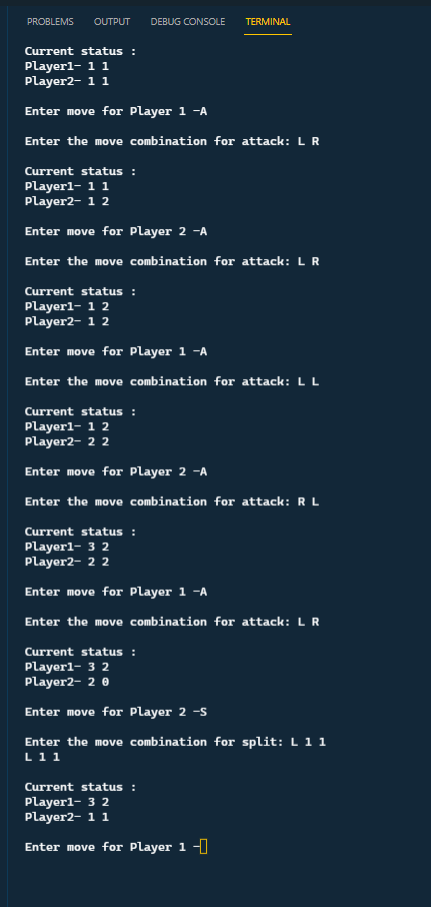 PROBLEMS OUTPUT DEBUG CONSOLE TERMINAL
Current status :
Player1- 1 1
Player2- 1 1
Enter move for Player 1 -A
Enter the move combination for attack: L R
Current status :
Player1- 1 1
Player2- 1 2
Enter move for Player 2 -A
Enter the move combination for attack: L R
Current status :
Player1- 1 2
Player2- 1 2
Enter move for Player 1 -A
Enter the move combination for attack: L L
Current status :
Player1- 1 2
Player2- 2 2
Enter move for Player 2 -A
Enter the move combination for attack: R L
Current status :
Player1- 3 2
Player2- 2 2
Enter move for Player 1 -A
Enter the move combination for attack: L R
Current status :
Player1- 3 2
Player2- 2 0
Enter move for Player 2 -S
Enter the move combination for split: L 1 1
L 1 1
Current status :
Player1- 3 2
Player2- 1 1
Enter move for Player 1 -